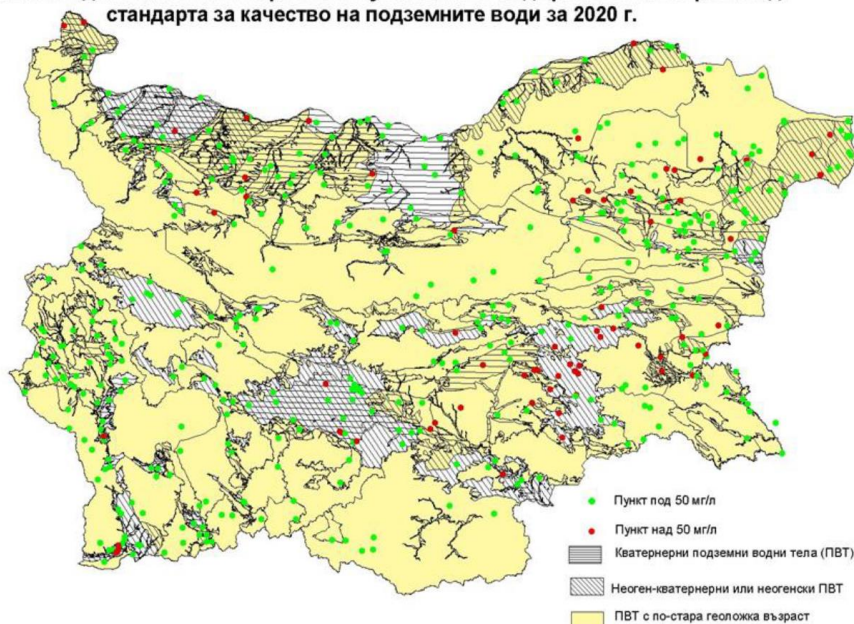 стандарта за качество на подземните води за 2020 г.
Пункт под 50 мг/л
Пункт над 50 мг/л
Кватернерни подземни водни тела (ПВТ)
Неоген-кватернерни или неогенски ПВТ
ПВТ с по-стара геоложка възраст